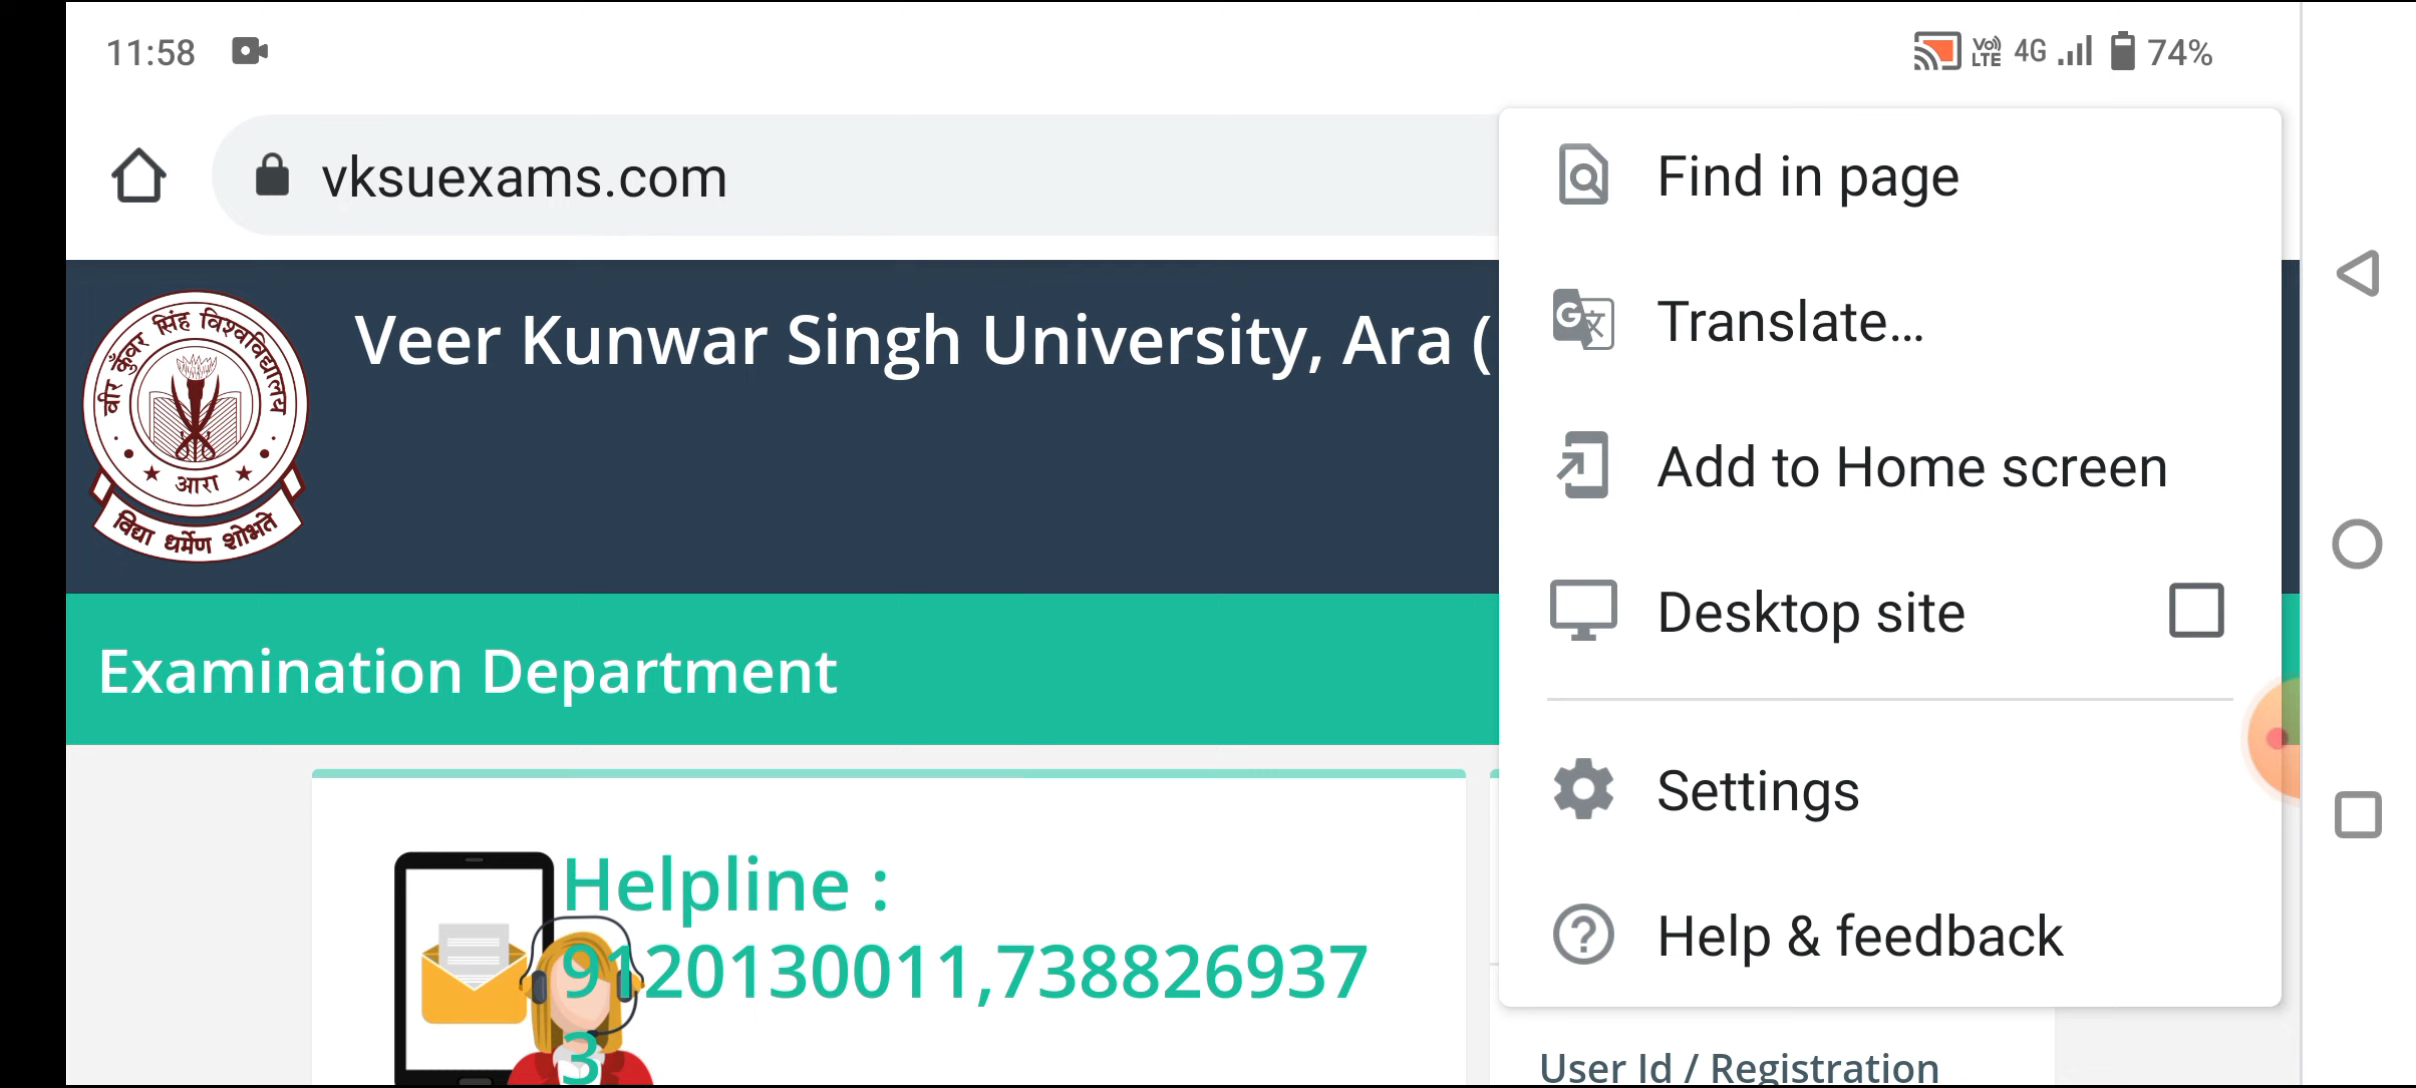 11:58
Vo)) LTE 4G 74%
vksuexams.com
Find in page
Translate...
Add to Home screen
Desktop site
Settings
Help & feedback
वीर कुँवर सिंह विश्वविद्यालय
आरा
विद्या धर्मेण शोभते
Veer Kunwar Singh University, Ara (
Examination Department
Helpline :
9120130011,738826937
3
User Id / Registration